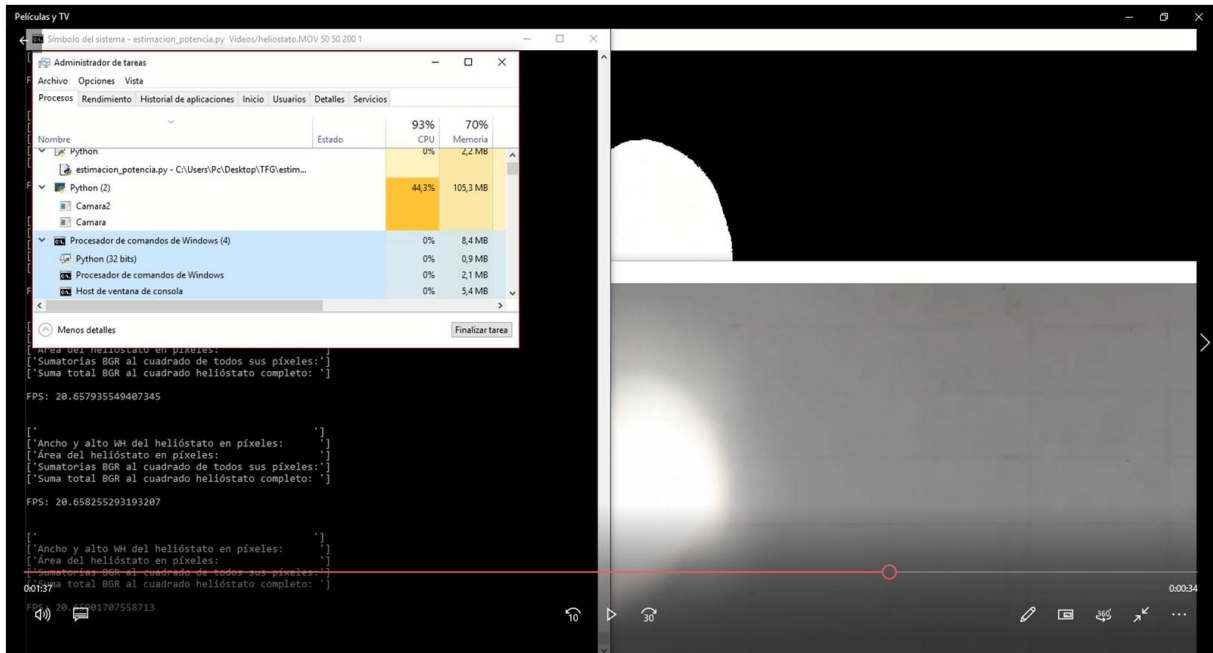 Películas y TV
Símbolo del sistema - estimacion_potencia.py Videos/heliostato.MOV 50 50 200 1
Administrador de tareas
Archivo Opciones Vista
Procesos Rendimiento Historial de aplicaciones Inicio Usuarios Detalles Servicios
93% 70%
Nombre Estado CPU Memoria
Python 0% 2,2 MB
estimacion_potencia.py - C:\Users\Pc\Desktop\TFG\estim...
Python (2) 44,3% 105,3 MB
Camara2
Camara
Procesador de comandos de Windows (4) 0% 8,4 MB
Python (32 bits) 0% 0,9 MB
Procesador de comandos de Windows 0% 2,1 MB
Host de ventana de consola 0% 5,4 MB
Menos detalles Finalizar tarea
['Área del helióstato en píxeles: ']
['Sumatorias BGR al cuadrado de todos sus píxeles:']
['Suma total BGR al cuadrado helióstato completo: ']
FPS: 20.657935549407345
[' ']
['Ancho y alto WH del helióstato en píxeles: ']
['Área del helióstato en píxeles: ']
['Sumatorias BGR al cuadrado de todos sus píxeles:']
['Suma total BGR al cuadrado helióstato completo: ']
FPS: 20.658255293193207
[' ']
['Ancho y alto WH del helióstato en píxeles: ']
['Área del helióstato en píxeles: ']
['Sumatorias BGR al cuadrado de todos sus píxeles:']
['Suma total BGR al cuadrado helióstato completo: ']
0:01:37 0:00:34
FPS: 20.65901707558713
10 30 360°